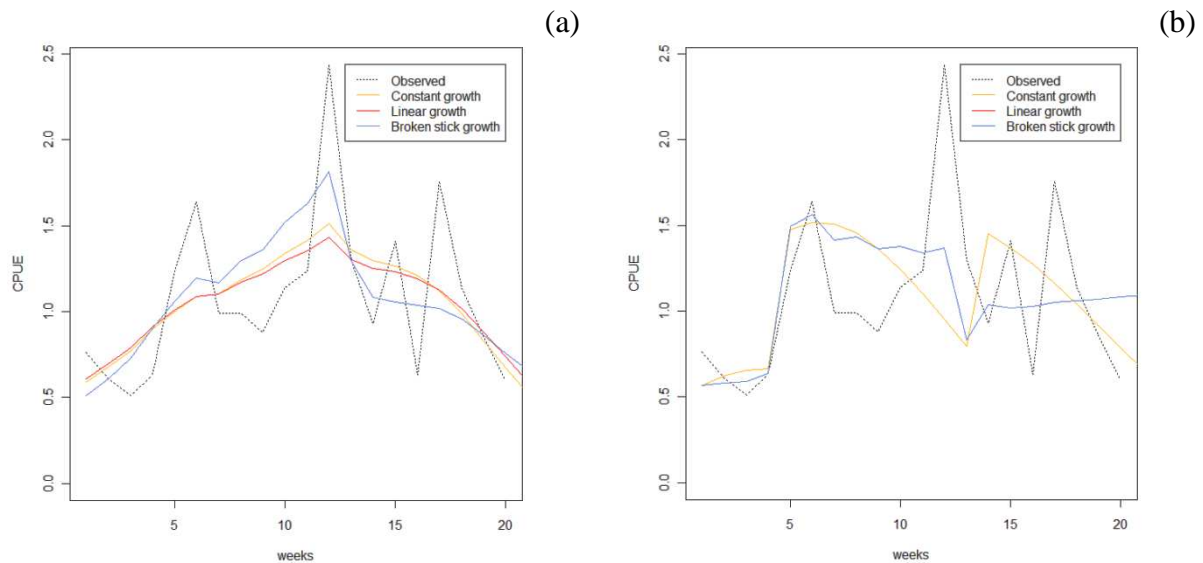 (a)
CPUE
2.5
2.0
1.5
1.0
0.5
0.0
Observed
Constant growth
Linear growth
Broken stick growth
5 10 15 20
weeks
(b)
CPUE
2.5
2.0
1.5
1.0
0.5
0.0
Observed
Constant growth
Linear growth
Broken stick growth
5 10 15 20
weeks